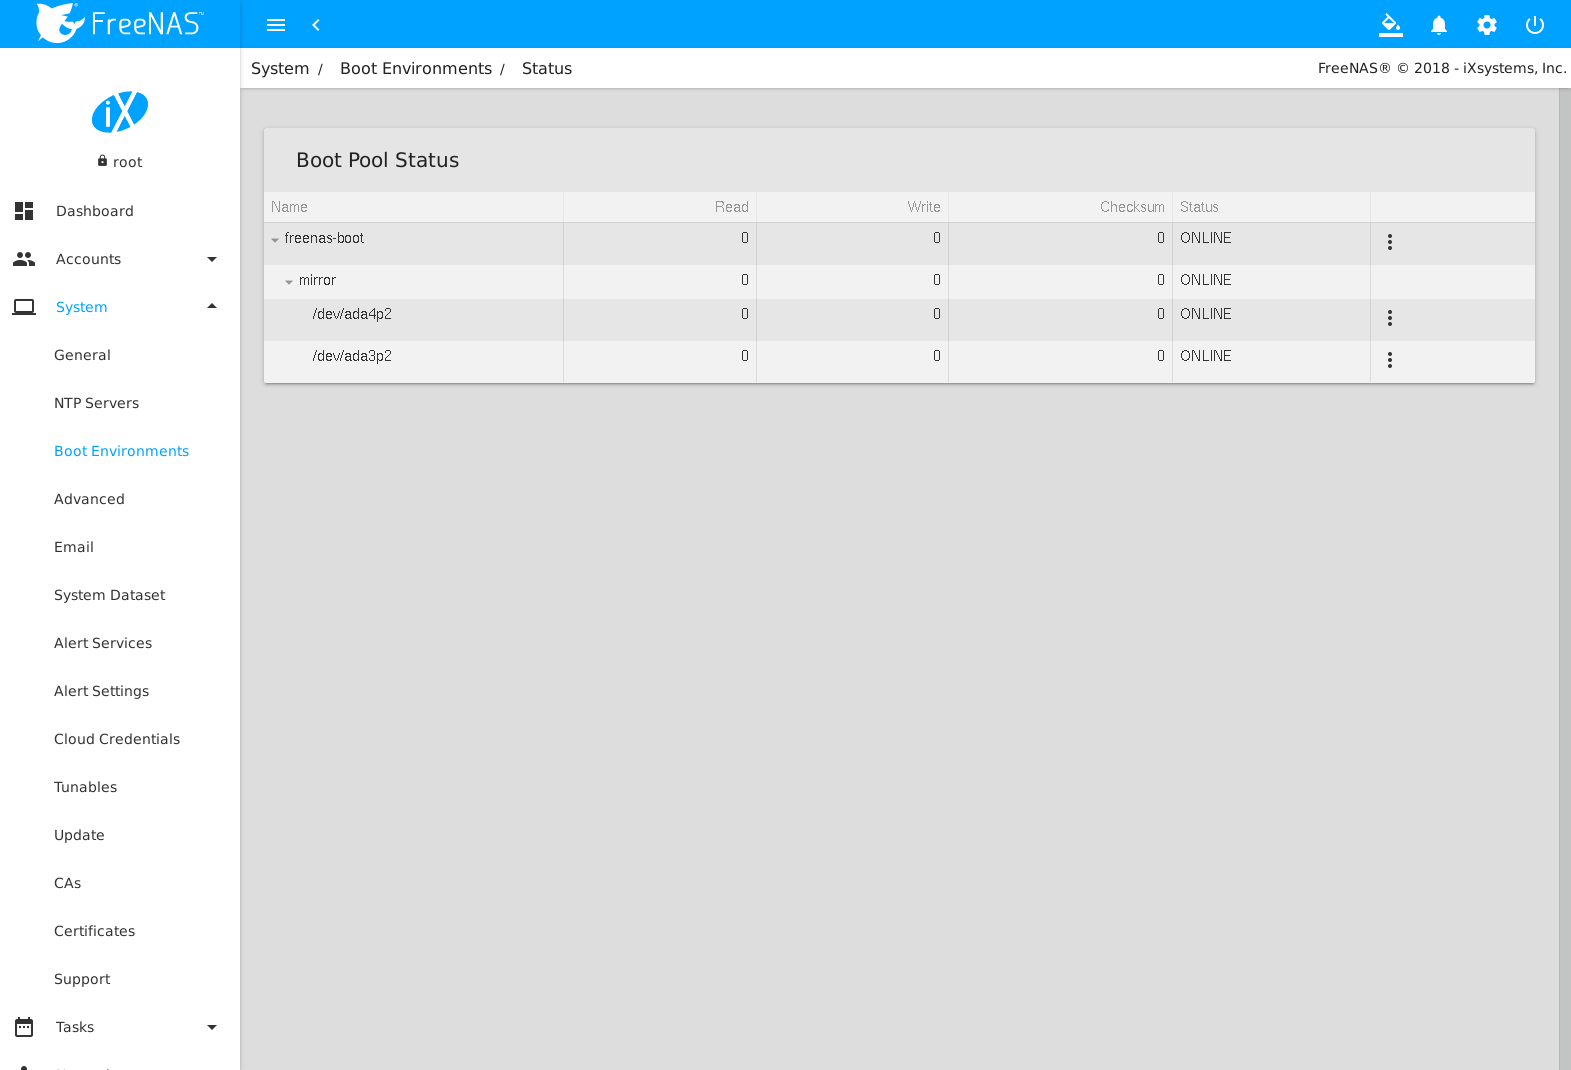 FreeNAS™
System / Boot Environments / Status
FreeNAS® © 2018 - iXsystems, Inc.
iX
root
Dashboard
Accounts
System
General
NTP Servers
Boot Environments
Advanced
Email
System Dataset
Alert Services
Alert Settings
Cloud Credentials
Tunables
Update
CAs
Certificates
Support
Tasks
Boot Pool Status
Name Read Write Checksum Status
freenas-boot 0 0 0 ONLINE
mirror 0 0 0 ONLINE
/dev/ada4p2 0 0 0 ONLINE
/dev/ada3p2 0 0 0 ONLINE